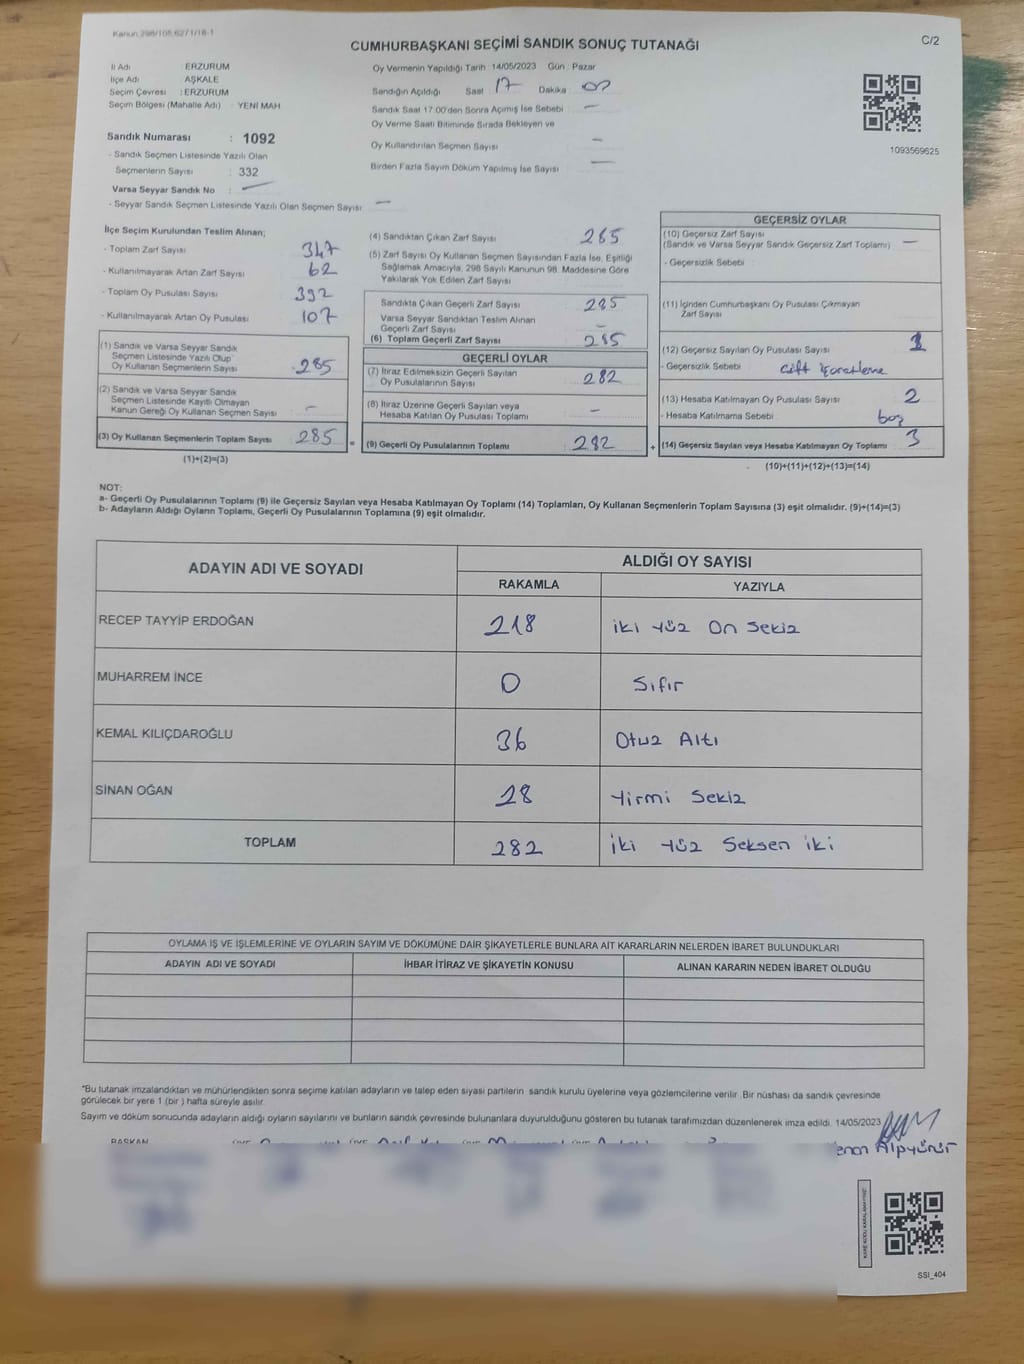 Kanun 298/105,6271/18-1
C/2
CUMHURBAŞKANI SEÇİMİ SANDIK SONUÇ TUTANAĞI
İl Adı ERZURUM
İlçe Adı AŞKALE
Seçim Çevresi : ERZURUM
Seçim Bölgesi (Mahalle Adı) : YENİ MAH
Sandık Numarası : 1092
- Sandık Seçmen Listesinde Yazılı Olan
Seçmenlerin Sayısı : 332
Varsa Seyyar Sandık No : —
- Seyyar Sandık Seçmen Listesinde Yazılı Olan Seçmen Sayısı —
Oy Vermenin Yapıldığı Tarih : 14/05/2023 Gün : Pazar
Sandığın Açıldığı Saat : 17 Dakika : 00
Sandık Saat 17:00'den Sonra Açımış İse Sebebi —
Oy Verme Saati Bitiminde Sırada Bekleyen ve
Oy Kullandırılan Seçmen Sayısı —
Birden Fazla Sayım Döküm Yapılmış İse Sayısı —
1093569625
İlçe Seçim Kurulundan Teslim Alınan;
- Toplam Zarf Sayısı 347
- Kullanılmayarak Artan Zarf Sayısı 62
- Toplam Oy Pusulası Sayısı 392
- Kullanılmayarak Artan Oy Pusulası 107
(1) Sandık ve Varsa Seyyar Sandık
Seçmen Listesinde Yazılı Olup
Oy Kullanan Seçmenlerin Sayısı 285
(2) Sandık ve Varsa Seyyar Sandık
Seçmen Listesinde Kayıtlı Olmayan
Kanun Gereği Oy Kullanan Seçmen Sayısı —
(3) Oy Kullanan Seçmenlerin Toplam Sayısı 285 =
(1)+(2)=(3)
(4) Sandıktan Çıkan Zarf Sayısı 285
(5) Zarf Sayısı Oy Kullanan Seçmen Sayısından Fazla İse, Eşitliği
Sağlamak Amacıyla, 298 Sayılı Kanunun 98. Maddesine Göre
Yakılarak Yok Edilen Zarf Sayısı
Sandıkta Çıkan Geçerli Zarf Sayısı 285
Varsa Seyyar Sandıktan Teslim Alınan
Geçerli Zarf Sayısı —
(6) Toplam Geçerli Zarf Sayısı 285
GEÇERLİ OYLAR
(7) İtiraz Edilmeksizin Geçerli Sayılan
Oy Pusulalarının Sayısı 282
(8) İtiraz Üzerine Geçerli Sayılan veya
Hesaba Katılan Oy Pusulası Toplamı —
(9) Geçerli Oy Pusulalarının Toplamı : 282 +
GEÇERSİZ OYLAR
(10) Geçersiz Zarf Sayısı
(Sandık ve Varsa Seyyar Sandık Geçersiz Zarf Toplamı) —
- Geçersizlik Sebebi :
(11) İçinden Cumhurbaşkanı Oy Pusulası Çıkmayan
Zarf Sayısı
(12) Geçersiz Sayılan Oy Pusulası Sayısı 1
- Geçersizlik Sebebi Çift işaretleme
(13) Hesaba Katılmayan Oy Pusulası Sayısı 2
- Hesaba Katılmama Sebebi boş
(14) Geçersiz Sayılan veya Hesaba Katılmayan Oy Toplamı 3
(10)+(11)+(12)+(13)=(14)
NOT:
a- Geçerli Oy Pusulalarının Toplamı (9) ile Geçersiz Sayılan veya Hesaba Katılmayan Oy Toplamı (14) Toplamları, Oy Kullanan Seçmenlerin Toplam Sayısına (3) eşit olmalıdır. (9)+(14)=(3)
b- Adayların Aldığı Oyların Toplamı, Geçerli Oy Pusulalarının Toplamına (9) eşit olmalıdır.
ADAYIN ADI VE SOYADI ALDIĞI OY SAYISI
RAKAMLA YAZIYLA
RECEP TAYYİP ERDOĞAN 218 iki yüz On Sekiz
MUHARREM İNCE 0 Sıfır
KEMAL KILIÇDAROĞLU 36 Otuz Altı
SİNAN OĞAN 28 Yirmi Sekiz
TOPLAM 282 iki yüz Seksen iki
OYLAMA İŞ VE İŞLEMLERİNE VE OYLARIN SAYIM VE DÖKÜMÜNE DAİR ŞİKAYETLERLE BUNLARA AİT KARARLARIN NELERDEN İBARET BULUNDUKLARI
ADAYIN ADI VE SOYADI İHBAR İTİRAZ VE ŞİKAYETİN KONUSU ALINAN KARARIN NEDEN İBARET OLDUĞU
"Bu tutanak imzalandıktan ve mühürlendikten sonra seçime katılan adayların ve talep eden siyasi partilerin sandık kurulu üyelerine veya gözlemcilerine verilir. Bir nüshası da sandık çevresinde
görülecek bir yere 1 (bir ) hafta süreyle asılır.
Sayım ve döküm sonucunda adayların aldığı oyların sayılarını ve bunların sandık çevresinde bulunanlara duyurulduğunu gösteren bu tutanak tarafımızdan düzenlenerek imza edildi. 14/05/2023
BAŞKAN
Alpyürür
SSI_404